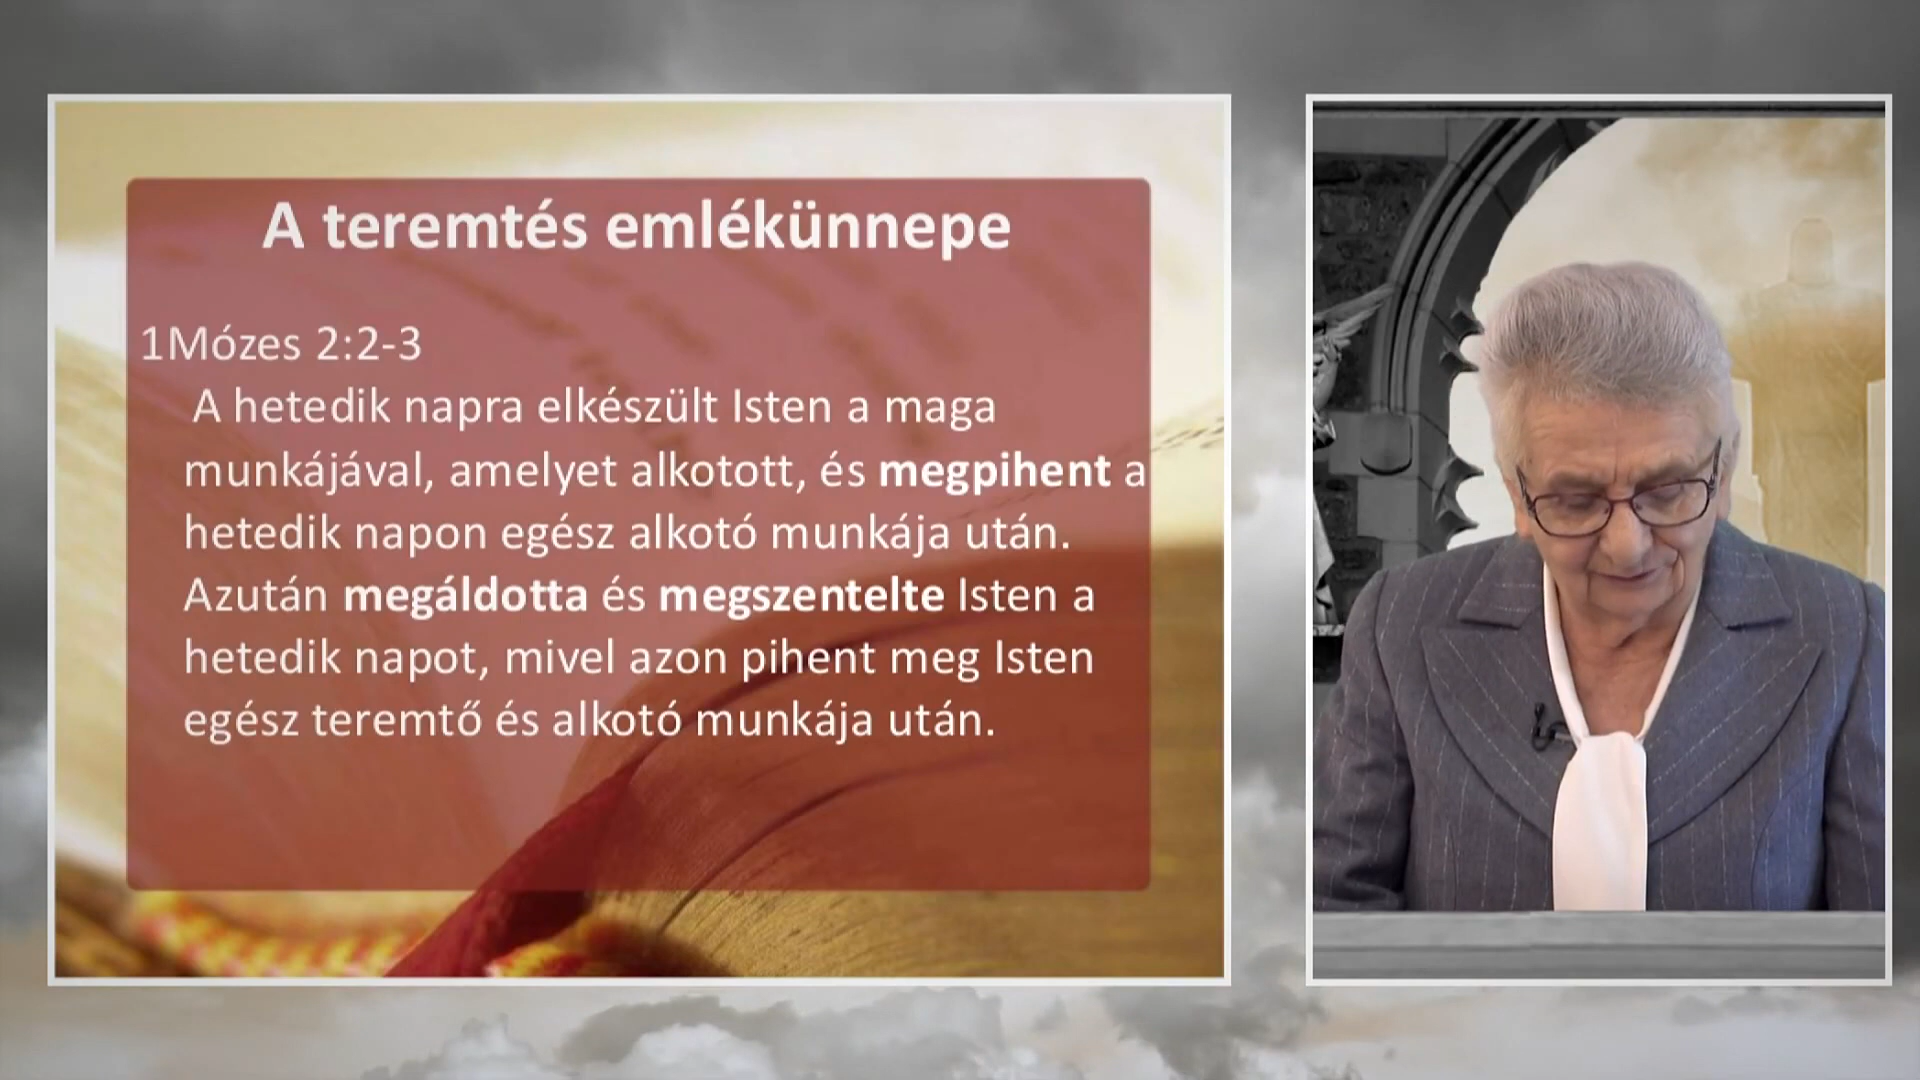 A teremtés emlékünnepe
1Mózes 2:2-3
A hetedik napra elkészült Isten a maga
munkájával, amelyet alkotott, és megpihent a
hetedik napon egész alkotó munkája után.
Azután megáldotta és megszentelte Isten a
hetedik napot, mivel azon pihent meg Isten
egész teremtő és alkotó munkája után.